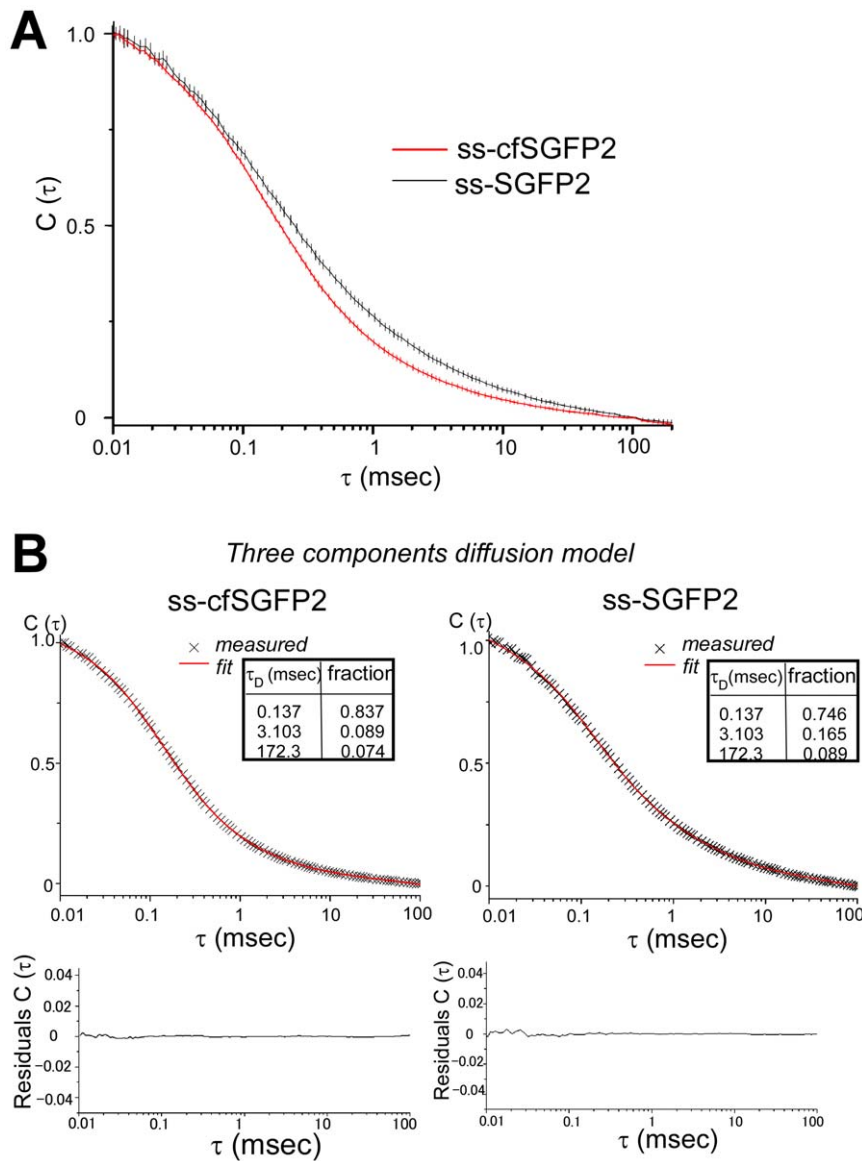 A
C (τ)
1.0
0.5
0
ss-cfSGFP2
ss-SGFP2
0.01 0.1 1 10 100
τ (msec)
B
Three components diffusion model
ss-cfSGFP2
C (τ)
1.0
0.5
0
measured
fit
τD (msec) fraction
0.137 0.837
3.103 0.089
172.3 0.074
0.01 0.1 1 10 100
τ (msec)
Residuals C (τ)
0.04
0.02
0
−0.02
−0.04
0.01 0.1 1 10 100
τ (msec)
ss-SGFP2
C (τ)
1.0
0.5
0
measured
fit
τD(msec) fraction
0.137 0.746
3.103 0.165
172.3 0.089
0.01 0.1 1 10 100
τ (msec)
Residuals C (τ)
0.04
0.02
0
−0.02
−0.04
0.01 0.1 1 10 100
τ (msec)